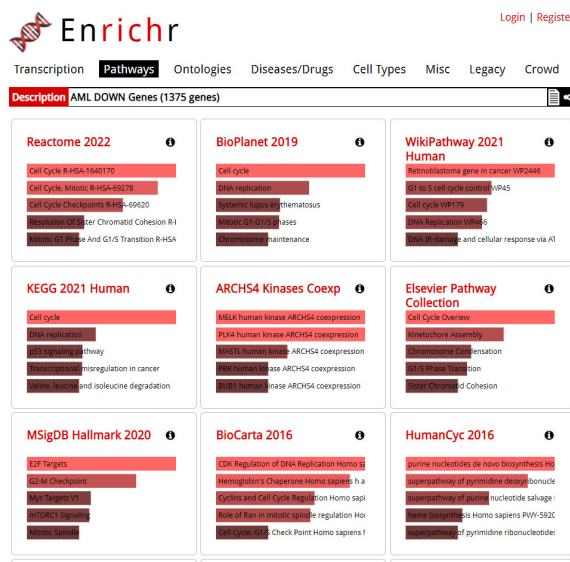 Enrichr
Login | Registe
Transcription Pathways Ontologies Diseases/Drugs Cell Types Misc Legacy Crowd
Description AML DOWN Genes (1375 genes)
Reactome 2022
Cell Cycle R-HSA-1640170
Cell Cycle, Mitotic R-HSA-69278
Cell Cycle Checkpoints R-HSA-69620
Resolution Of Sister Chromatid Cohesion R-I
Mitotic G1 Phase And G1/S Transition R-HSA
BioPlanet 2019
Cell cycle
DNA replication
Systemic lupus erythematosus
Mitotic G1-G1/S phases
Chromosome maintenance
WikiPathway 2021
Human
Retinoblastoma gene in cancer WP2446
G1 to S cell cycle control WP45
Cell cycle WP179
DNA Replication WP466
DNA IR-damage and cellular response via AT
KEGG 2021 Human
Cell cycle
DNA replication
p53 signaling pathway
Transcriptional misregulation in cancer
Valine, leucine and isoleucine degradation
ARCHS4 Kinases Coexp
MELK human kinase ARCHS4 coexpression
PLK4 human kinase ARCHS4 coexpression
MASTL human kinase ARCHS4 coexpression
PBK human kinase ARCHS4 coexpression
BUB1 human kinase ARCHS4 coexpression
Elsevier Pathway
Collection
Cell Cycle Overiew
Kinetochore Assembly
Chromosome Condensation
G1/S Phase Transition
Sister Chromatid Cohesion
MSigDB Hallmark 2020
E2F Targets
G2-M Checkpoint
Myc Targets V1
mTORC1 Signaling
Mitotic Spindle
BioCarta 2016
CDK Regulation of DNA Replication Homo sa
Hemoglobin's Chaperone Homo sapiens h a
Cyclins and Cell Cycle Regulation Homo sapi
Role of Ran in mitotic spindle regulation Hor
Cell Cycle: G1/S Check Point Homo sapiens h
HumanCyc 2016
purine nucleotides de novo biosynthesis Ho
superpathway of pyrimidine deoxyribonucle
superpathway of purine nucleotide salvage
heme biosynthesis Homo sapiens PWY-5920
superpathway of pyrimidine ribonucleotide: